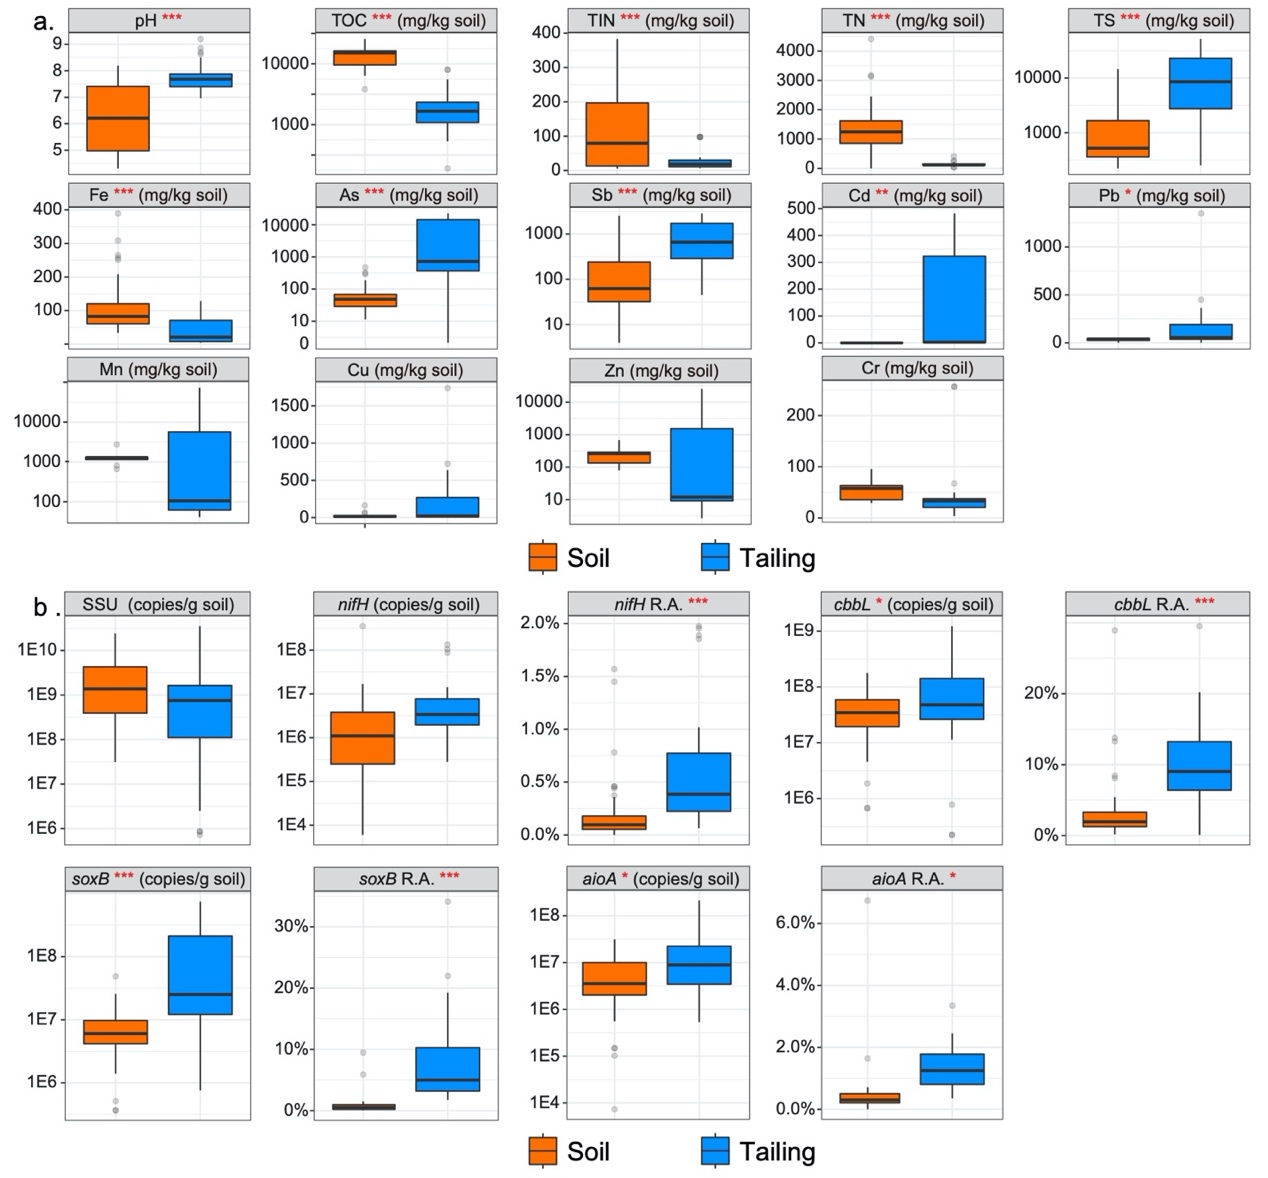 a.
pH *** TOC *** (mg/kg soil) TIN *** (mg/kg soil) TN *** (mg/kg soil) TS *** (mg/kg soil)
9
8
7
6
5
10000
1000
400
300
200
100
0
4000
3000
2000
1000
0
10000
1000
Fe *** (mg/kg soil) As *** (mg/kg soil) Sb *** (mg/kg soil) Cd ** (mg/kg soil) Pb * (mg/kg soil)
400
300
200
100
10000
1000
100
10
0
1000
100
10
500
400
300
200
100
0
1000
500
0
Mn (mg/kg soil) Cu (mg/kg soil) Zn (mg/kg soil) Cr (mg/kg soil)
10000
1000
100
1500
1000
500
0
10000
1000
100
10
200
100
0
Soil Tailing
b .
SSU (copies/g soil) nifH (copies/g soil) nifH R.A. *** cbbL * (copies/g soil) cbbL R.A. ***
1E10
1E9
1E8
1E7
1E6
1E8
1E7
1E6
1E5
1E4
2.0%
1.5%
1.0%
0.5%
0.0%
1E9
1E8
1E7
1E6
20%
10%
0%
soxB *** (copies/g soil) soxB R.A. *** aioA * (copies/g soil) aioA R.A. *
1E8
1E7
1E6
30%
20%
10%
0%
1E8
1E7
1E6
1E5
1E4
6.0%
4.0%
2.0%
0.0%
Soil Tailing